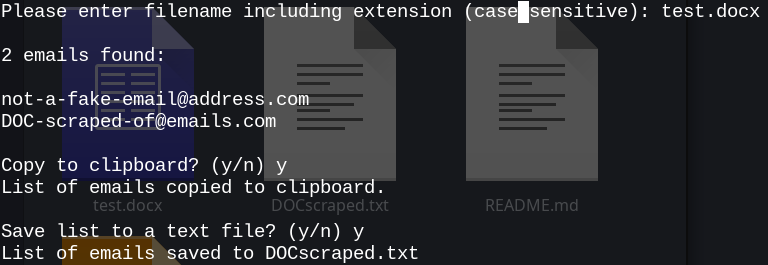 Please enter filename including extension (case sensitive): test.docx
2 emails found:
not-a-fake-email@address.com
DOC-scraped-of@emails.com
Copy to clipboard? (y/n) y
List of emails copied to clipboard.
test.docx DOCscraped.txt README.md
Save list to a text file? (y/n) y
List of emails saved to DOCscraped.txt